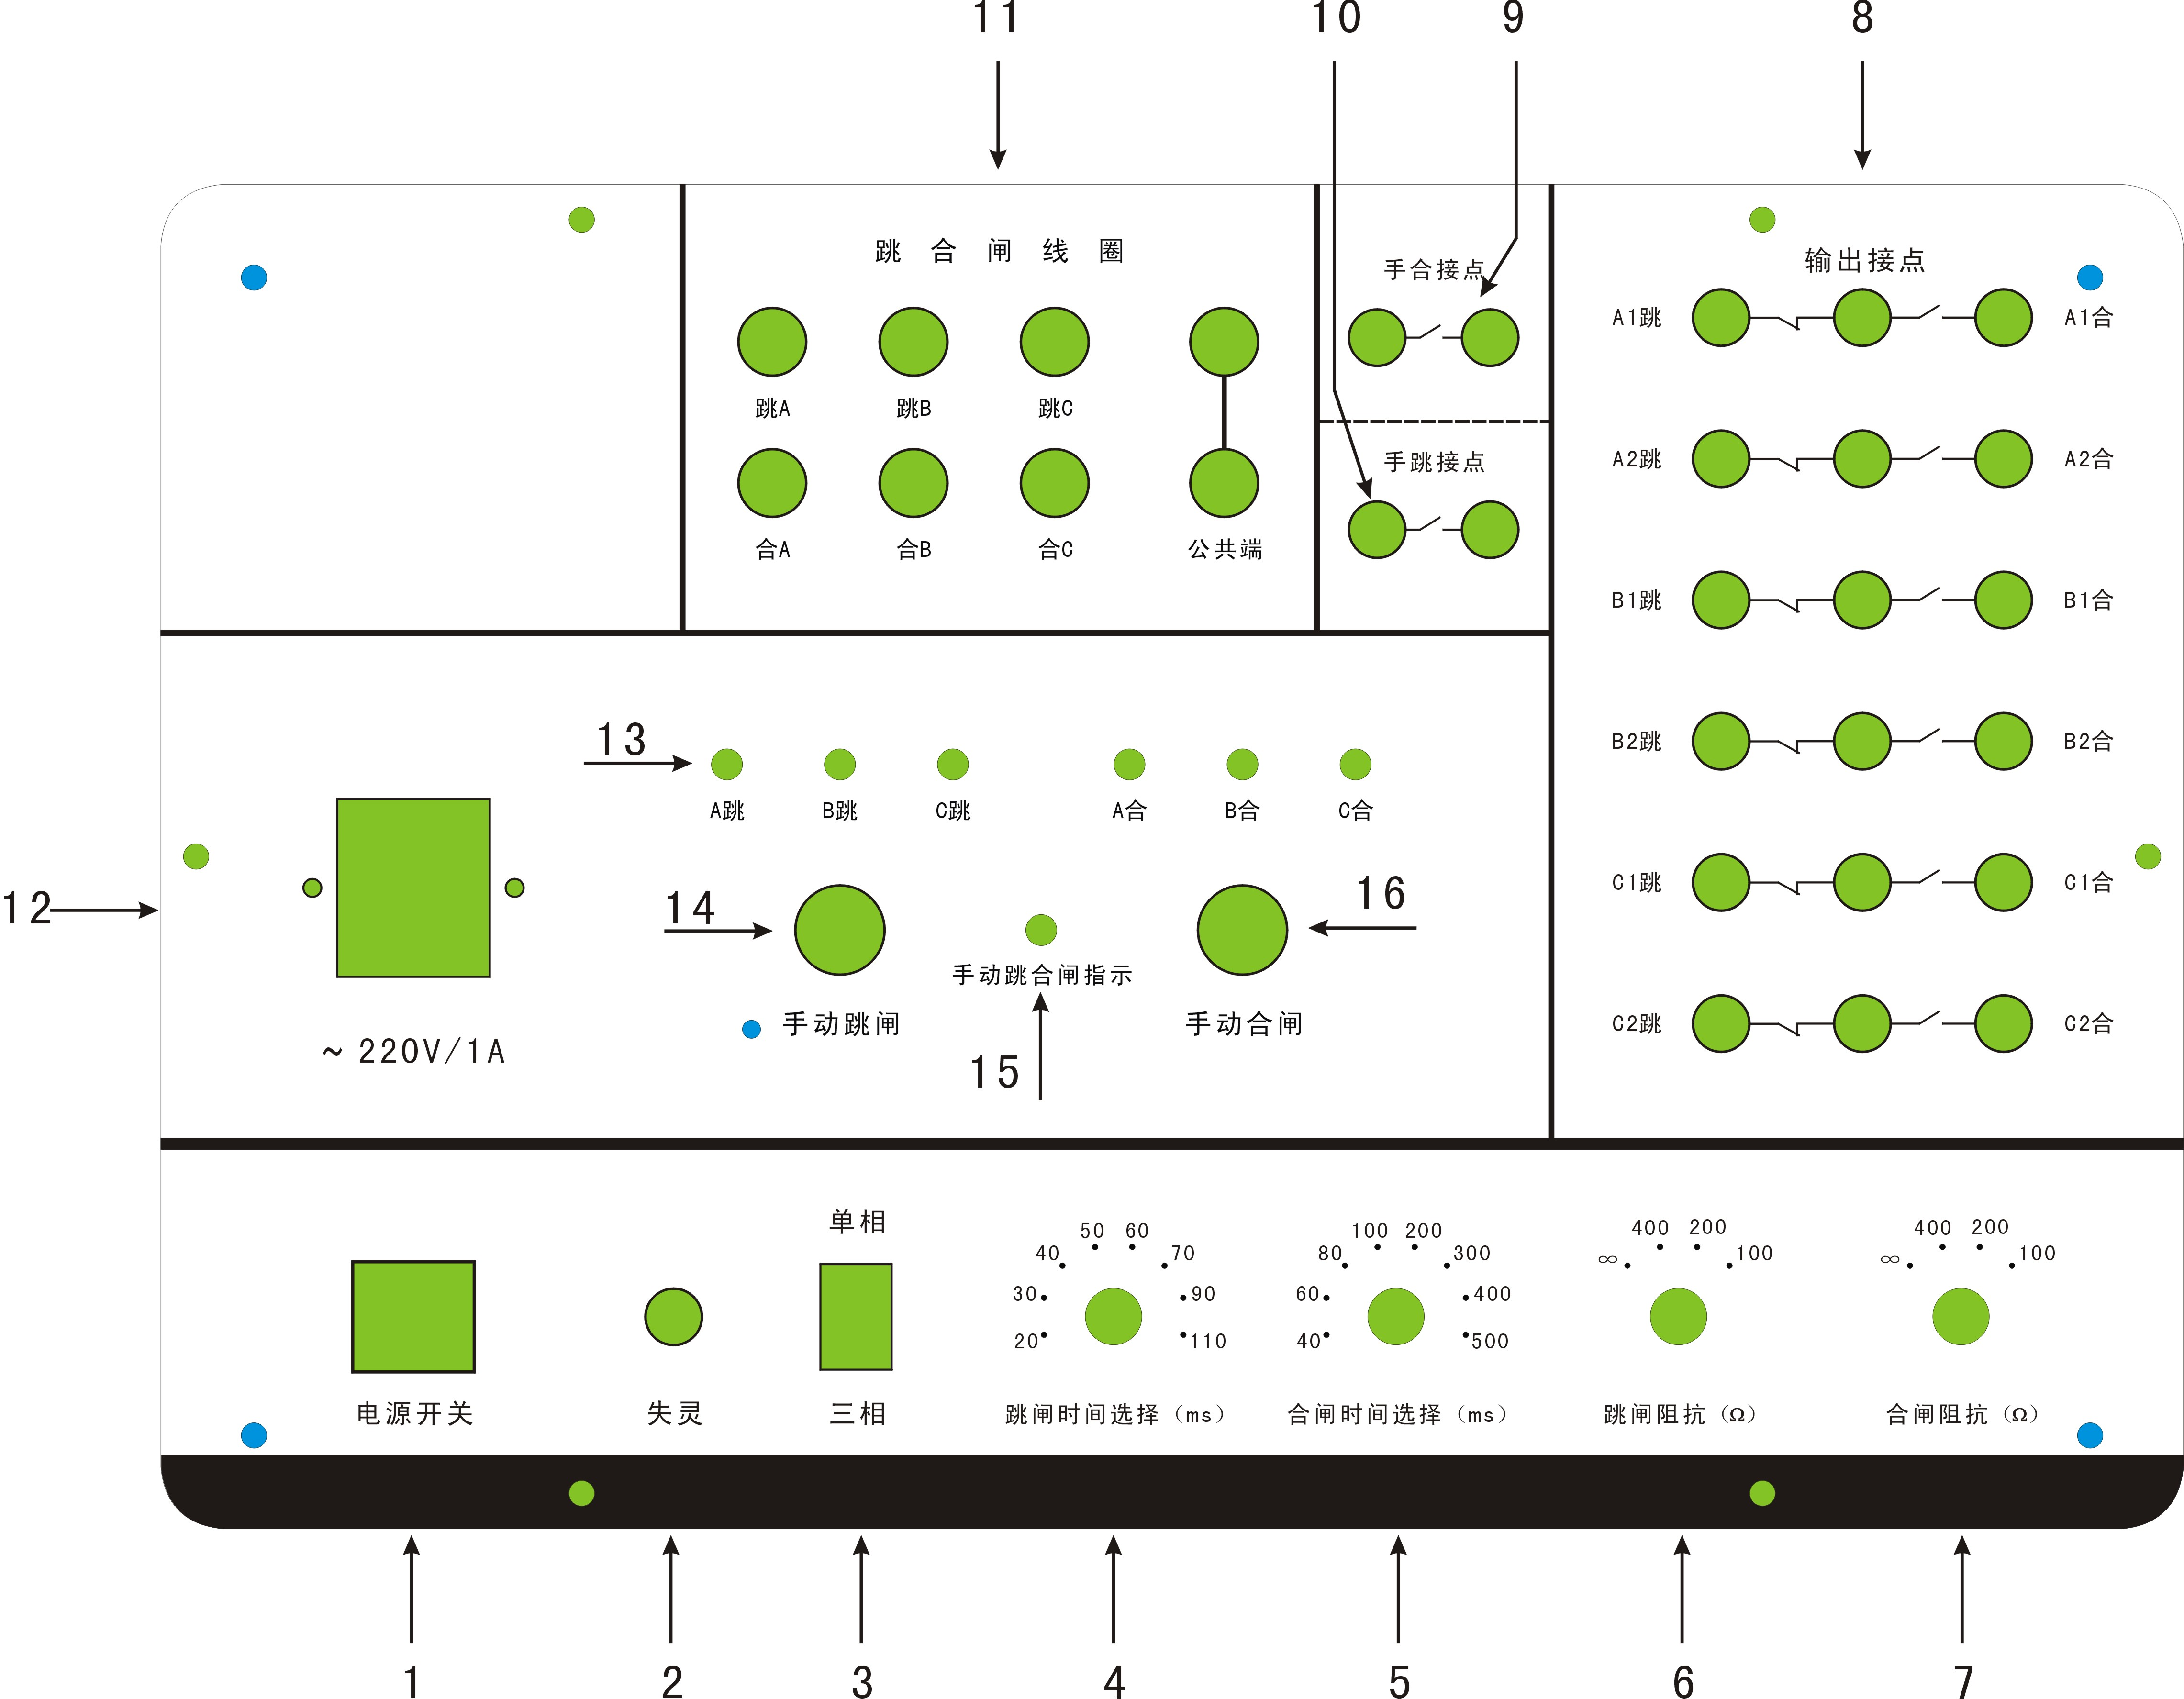 11
10
9
8
跳合闸线圈
手合接点
输出接点
A1跳
A1合
跳A
跳B
跳C
手跳接点
A2跳
A2合
合A
合B
合C
公共端
B1跳
B1合
13
B2跳
B2合
A跳
B跳
C跳
A合
B合
C合
C1跳
C1合
12
14
16
手动跳合闸指示
手动跳闸
手动合闸
C2跳
C2合
~ 220V/1A
15
单相
50 60
40 70
30 90
20 110
100 200
80 300
60 400
40 500
400 200
∞ 100
400 200
∞ 100
电源开关
失灵
三相
跳闸时间选择（ms）
合闸时间选择（ms）
跳闸阻抗（Ω）
合闸阻抗（Ω）
1
2
3
4
5
6
7